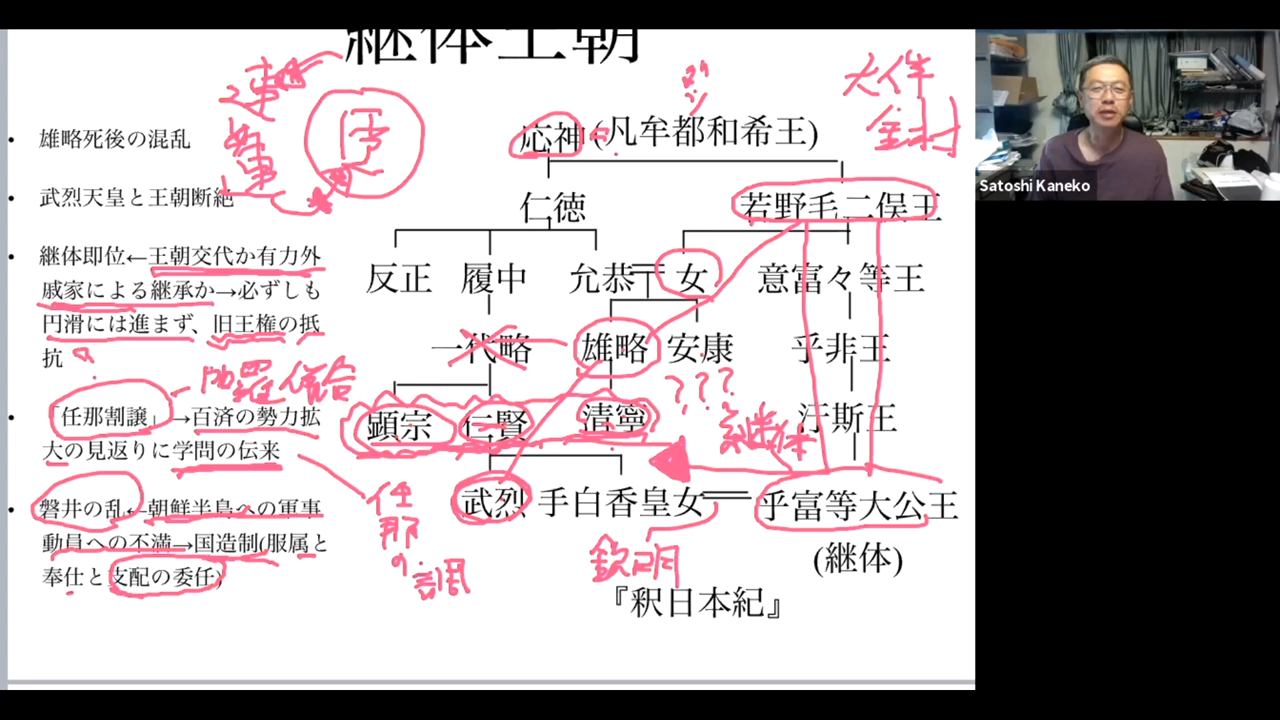 継体王朝
・ 雄略死後の混乱
・ 武烈天皇と王朝断絶
・ 継体即位←王朝交代か有力外
戚家による継承か→必ずしも
円滑には進まず、旧王権の抵
抗
・ 「任那割譲」→百済の勢力拡
大の見返りに学問の伝来
・ 磐井の乱←朝鮮半島への軍事
動員への不満→国造制(服属と
奉仕と支配の委任)
応神 (凡牟都和希王)
仁徳 若野毛二俣王
反正 履中 允恭 女 意富々等王
一代略 雄略 安康 乎非王
顕宗 仁賢 清寧 汙斯王
武烈 手白香皇女 乎富等大公王
(継体)
『釈日本紀』
大伴
金村
加羅併合
???
継体
任
那
の
調
欽明
Satoshi Kaneko